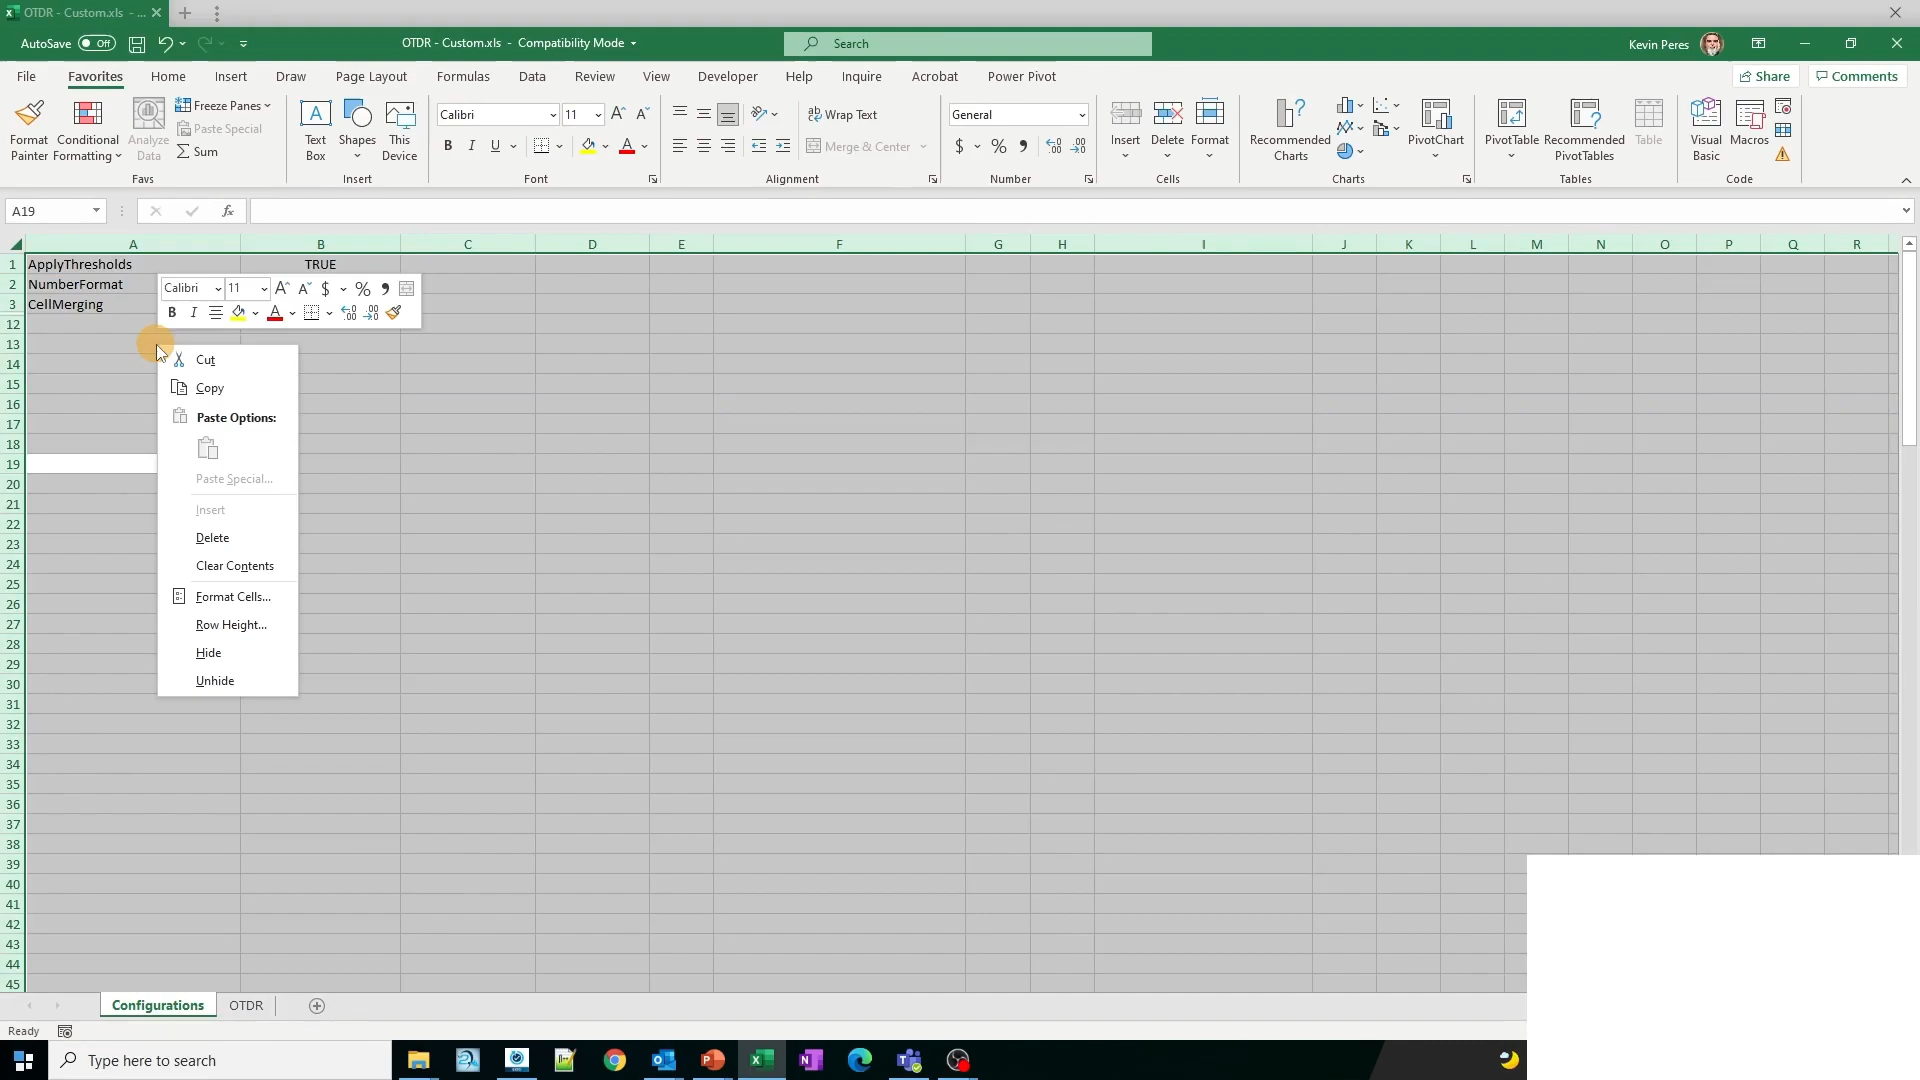 OTDR - Custom.xls - ...
AutoSave Off
OTDR - Custom.xls - Compatibility Mode
Search
Kevin Peres
File Favorites Home Insert Draw Page Layout Formulas Data Review View Developer Help Inquire Acrobat Power Pivot
Share Comments
Format Painter
Conditional Formatting
Analyze Data
Freeze Panes
Paste Special
Sum
Favs
Text Box
Shapes
This Device
Insert
Calibri 11
B I U
Font
Wrap Text
Merge & Center
Alignment
General
$ % 9
Number
Insert Delete Format
Cells
Recommended Charts
PivotChart
Charts
PivotTable
Recommended PivotTables
Table
Tables
Visual Basic
Macros
Code
A19
fx
A B C D E F G H I J K L M N O P Q R
1 ApplyThresholds TRUE
2 NumberFormat
3 CellMerging
Calibri 11 A A $ % 9
B I A
12
13
14
15
16
17
18
19
20
21
22
23
24
25
26
27
28
29
30
31
32
33
34
35
36
37
38
39
40
41
42
43
44
45
Cut
Copy
Paste Options:
Paste Special...
Insert
Delete
Clear Contents
Format Cells...
Row Height...
Hide
Unhide
Configurations OTDR
Ready
Type here to search